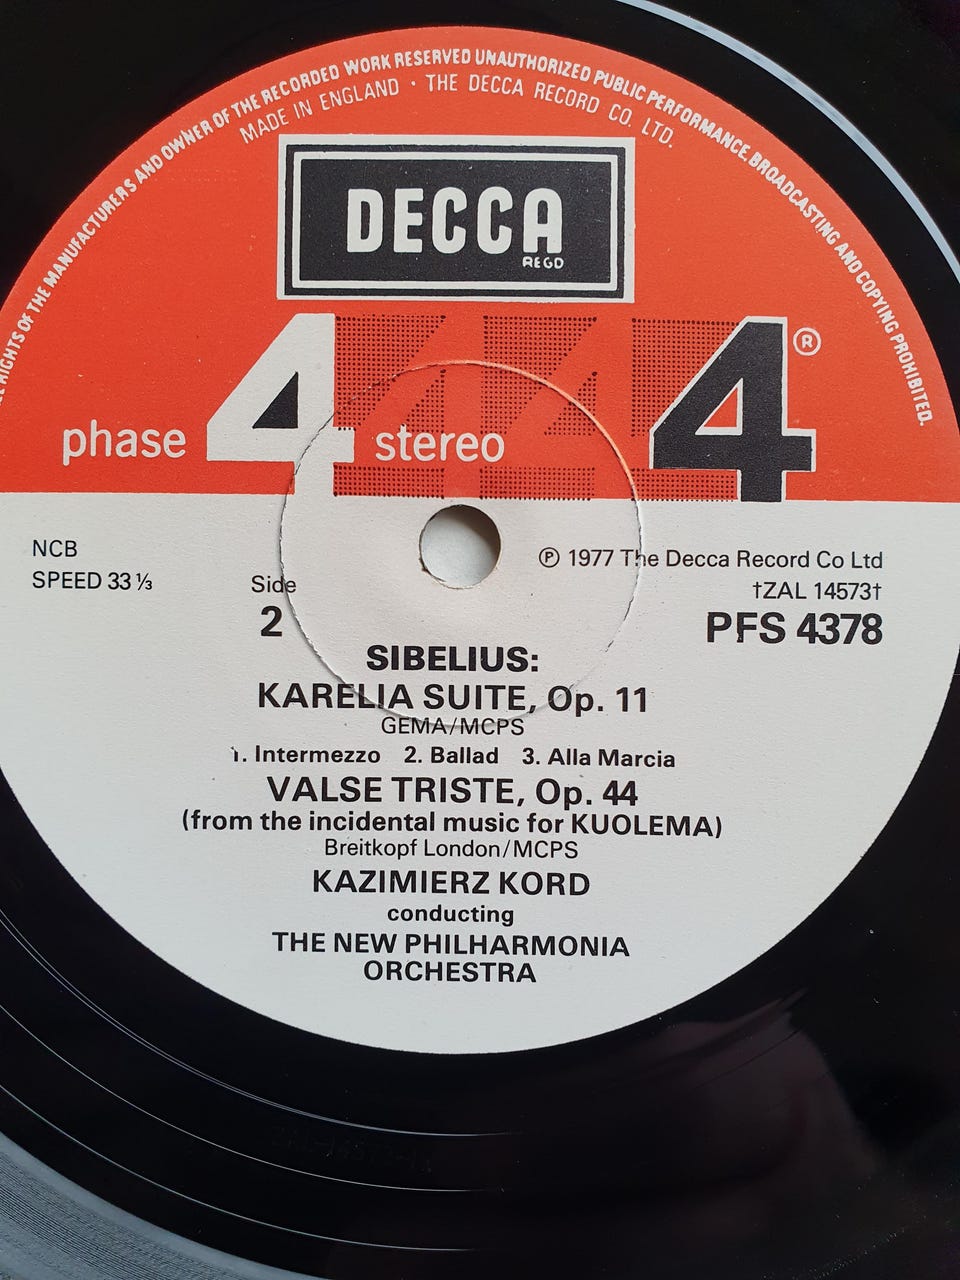 ALL RIGHTS OF THE MANUFACTURERS AND OWNER OF THE RECORDED WORK RESERVED UNAUTHORIZED PUBLIC PERFORMANCE, BROADCASTING AND COPYING PROHIBITED.
MADE IN ENGLAND · THE DECCA RECORD CO. LTD.
DECCA
REGD
phase 4 stereo 4 ®
NCB
SPEED 33 ⅓
Side
2
℗ 1977 The Decca Record Co Ltd
†ZAL 14573†
PFS 4378
SIBELIUS:
KARELIA SUITE, Op. 11
GEMA/MCPS
1. Intermezzo 2. Ballad 3. Alla Marcia
VALSE TRISTE, Op. 44
(from the incidental music for KUOLEMA)
Breitkopf London/MCPS
KAZIMIERZ KORD
conducting
THE NEW PHILHARMONIA
ORCHESTRA